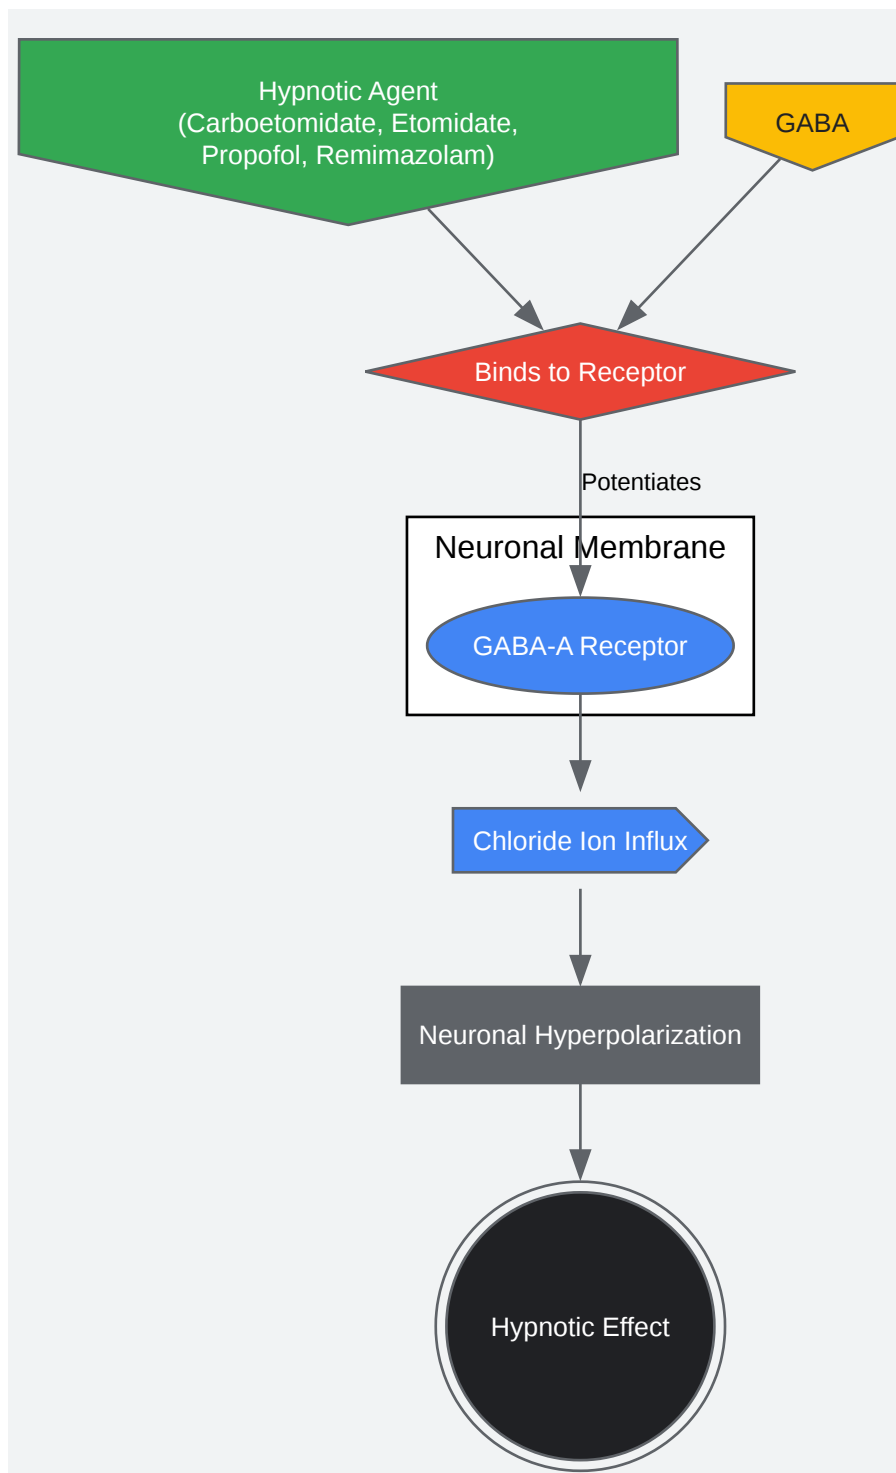 Hypnotic Agent
(Carboetomidate, Etomidate,
Propofol, Remimazolam)
GABA
Binds to Receptor
Potentiates
Neuronal Membrane
GABA-A Receptor
Chloride Ion Influx
Neuronal Hyperpolarization
Hypnotic Effect